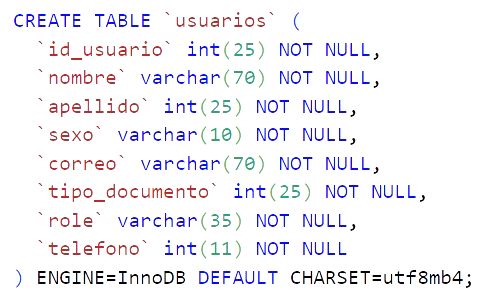 CREATE TABLE `usuarios` (
  `id_usuario` int(25) NOT NULL,
  `nombre` varchar(70) NOT NULL,
  `apellido` int(25) NOT NULL,
  `sexo` varchar(10) NOT NULL,
  `correo` varchar(70) NOT NULL,
  `tipo_documento` int(25) NOT NULL,
  `role` varchar(35) NOT NULL,
  `telefono` int(11) NOT NULL
) ENGINE=InnoDB DEFAULT CHARSET=utf8mb4;